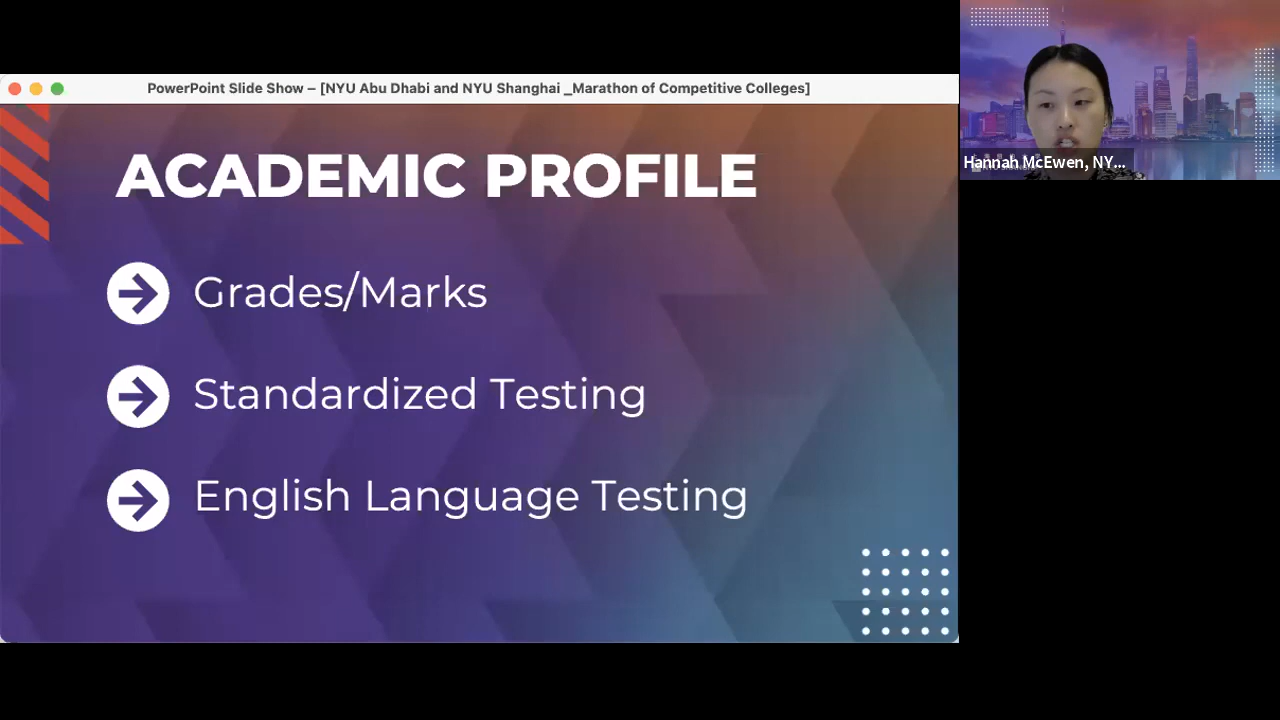 PowerPoint Slide Show – [NYU Abu Dhabi and NYU Shanghai _Marathon of Competitive Colleges]
ACADEMIC PROFILE
Grades/Marks
Standardized Testing
English Language Testing
Hannah McEwen, NY...